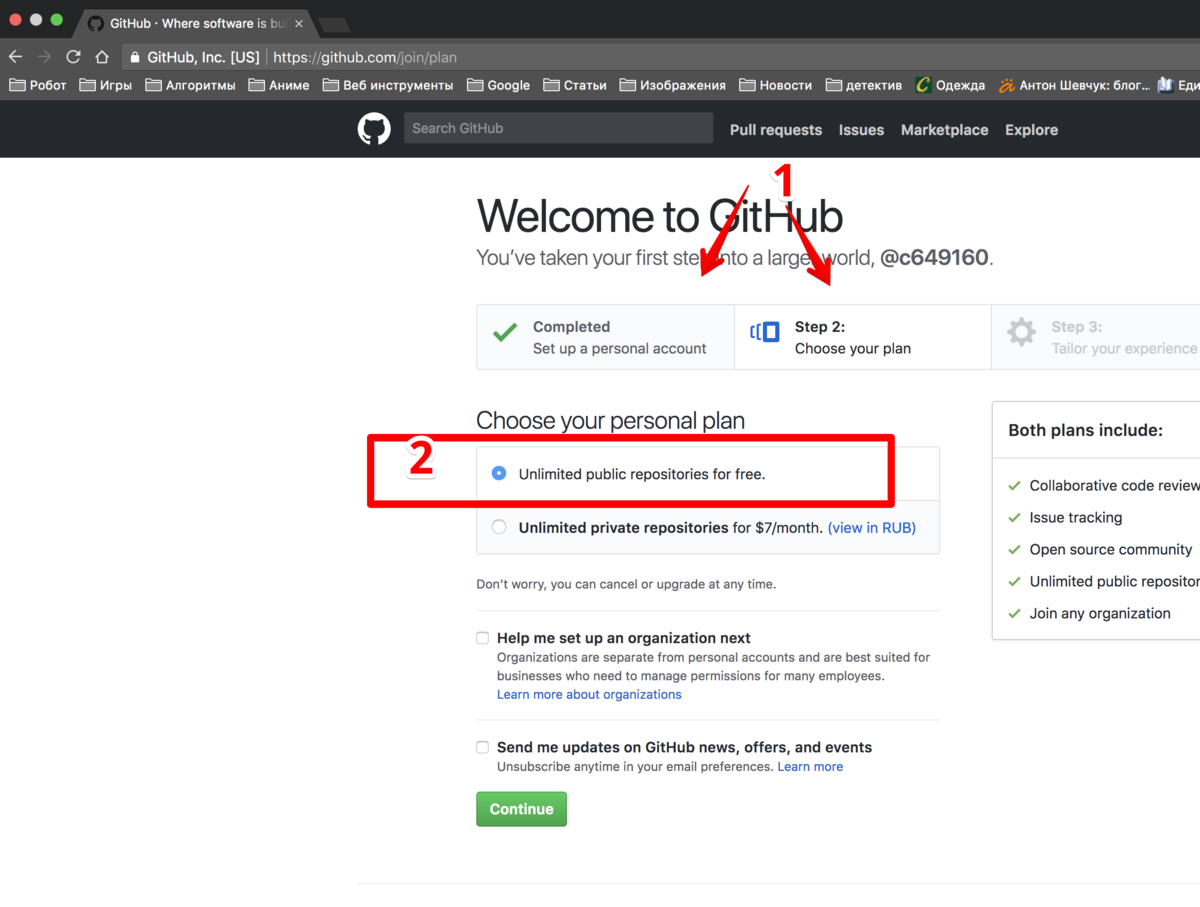 GitHub · Where software is bui
GitHub, Inc. [US] https://github.com/join/plan
Робот Игры Алгоритмы Аниме Веб инструменты Google Статьи Изображения Новости детектив Одежда Антон Шевчук: блог... Еди
Search GitHub Pull requests Issues Marketplace Explore
1
Welcome to GitHub
You've taken your first step into a larger world, @c649160.
Completed
Set up a personal account
Step 2:
Choose your plan
Step 3:
Tailor your experience
Choose your personal plan
2
Unlimited public repositories for free.
Unlimited private repositories for $7/month. (view in RUB)
Don't worry, you can cancel or upgrade at any time.
Help me set up an organization next
Organizations are separate from personal accounts and are best suited for
businesses who need to manage permissions for many employees.
Learn more about organizations
Send me updates on GitHub news, offers, and events
Unsubscribe anytime in your email preferences. Learn more
Continue
Both plans include:
Collaborative code review
Issue tracking
Open source community
Unlimited public repositor
Join any organization